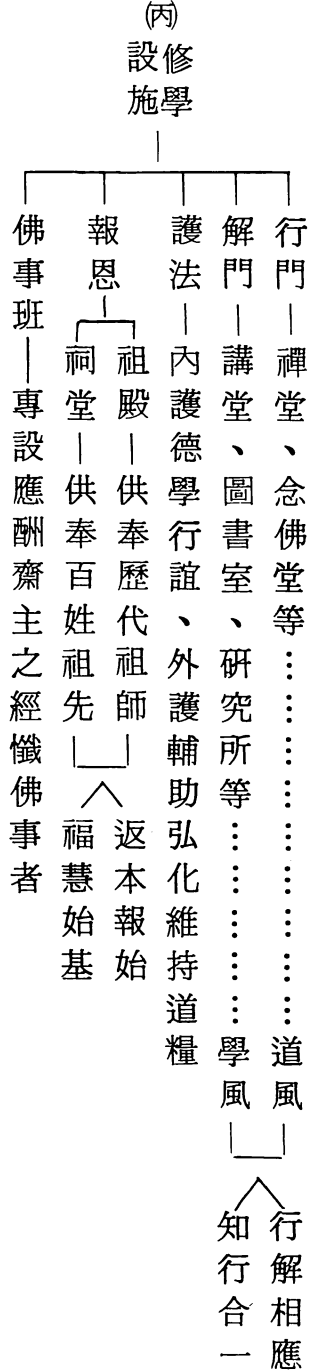 ㈯修學設施
行門—禪堂、念佛堂等……………………道風
解門—講堂、圖書室、研究所等……………學風
行解相應
知行合一
護法—內護德學行誼、外護輔助弘化維持道糧
報恩
祖殿—供奉歷代祖師
祠堂—供奉百姓祖先
返本報始
福慧始基
佛事班—專設應酬齋主之經懺佛事者